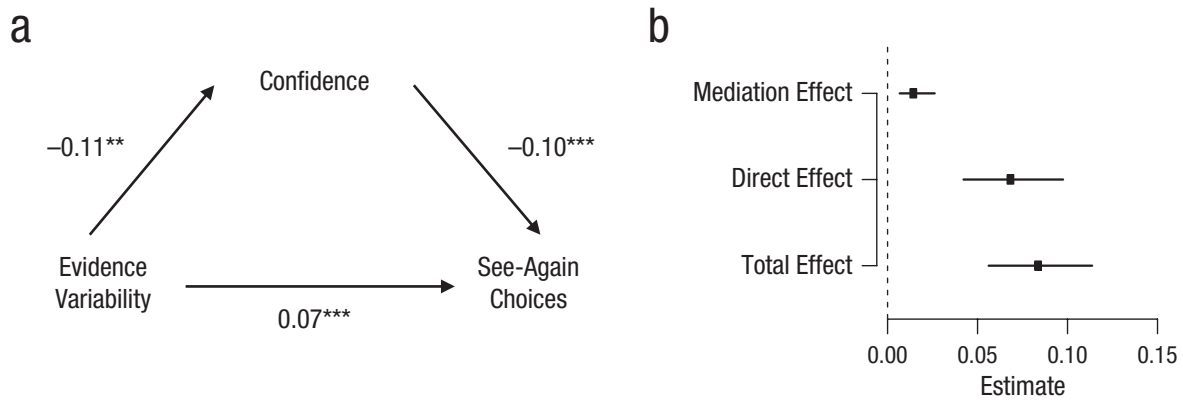 a
Confidence
–0.11**
–0.10***
Evidence
Variability
See-Again
Choices
0.07***
b
Mediation Effect
Direct Effect
Total Effect
0.00 0.05 0.10 0.15
Estimate